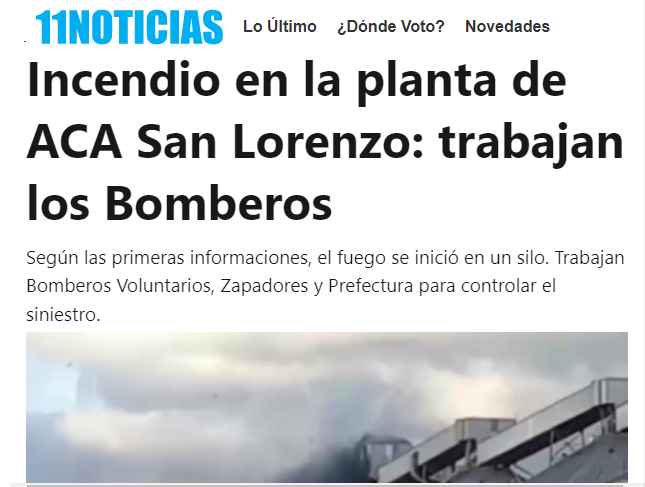 11NOTICIAS Lo Último ¿Dónde Voto? Novedades
Incendio en la planta de
ACA San Lorenzo: trabajan
los Bomberos
Según las primeras informaciones, el fuego se inició en un silo. Trabajan
Bomberos Voluntarios, Zapadores y Prefectura para controlar el
siniestro.